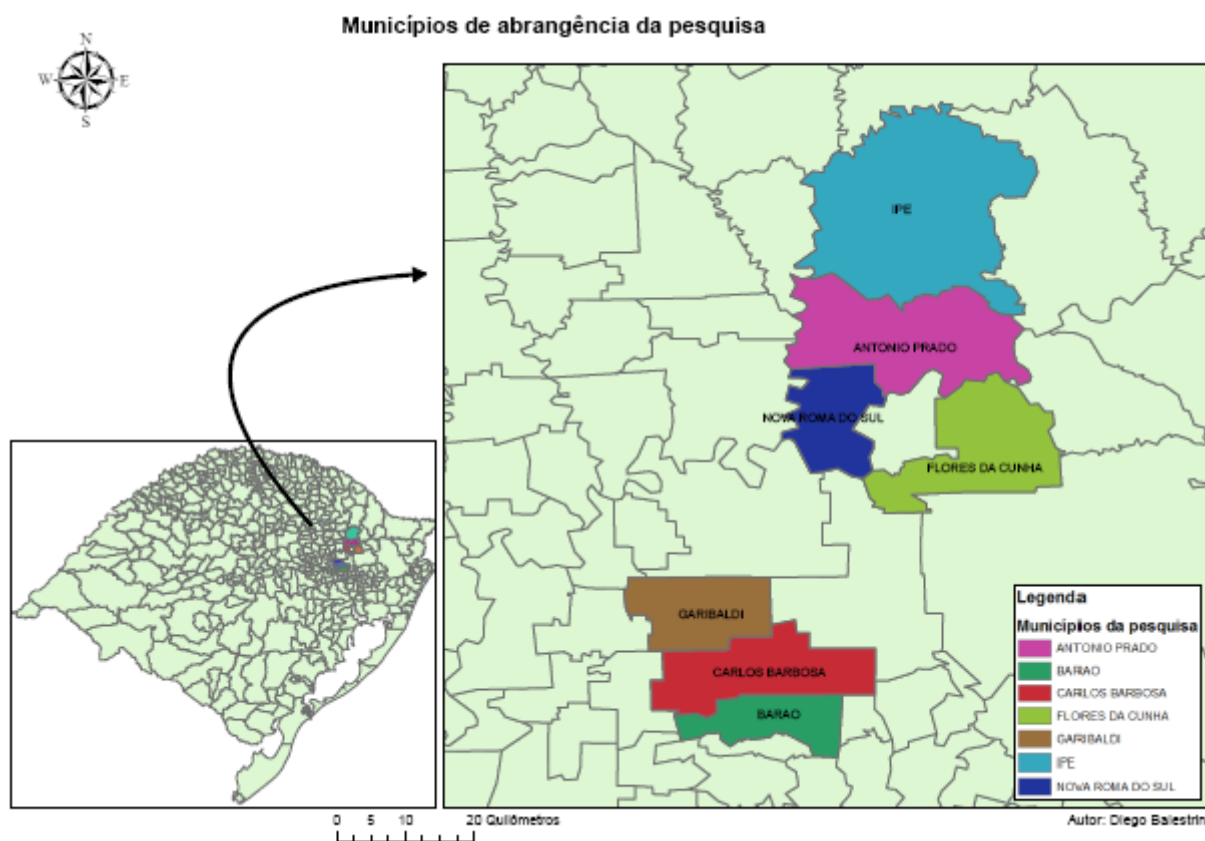 Municípios de abrangência da pesquisa
N
W
E
S
IPE
ANTONIO PRADO
NOVA ROMA DO SUL
FLORES DA CUNHA
GARIBALDI
CARLOS BARBOSA
BARAO
Legenda
Municípios da pesquisa
ANTONIO PRADO
BARAO
CARLOS BARBOSA
FLORES DA CUNHA
GARIBALDI
IPE
NOVA ROMA DO SUL
0 5 10 20 Quilômetros
Autor: Diego Balestrin